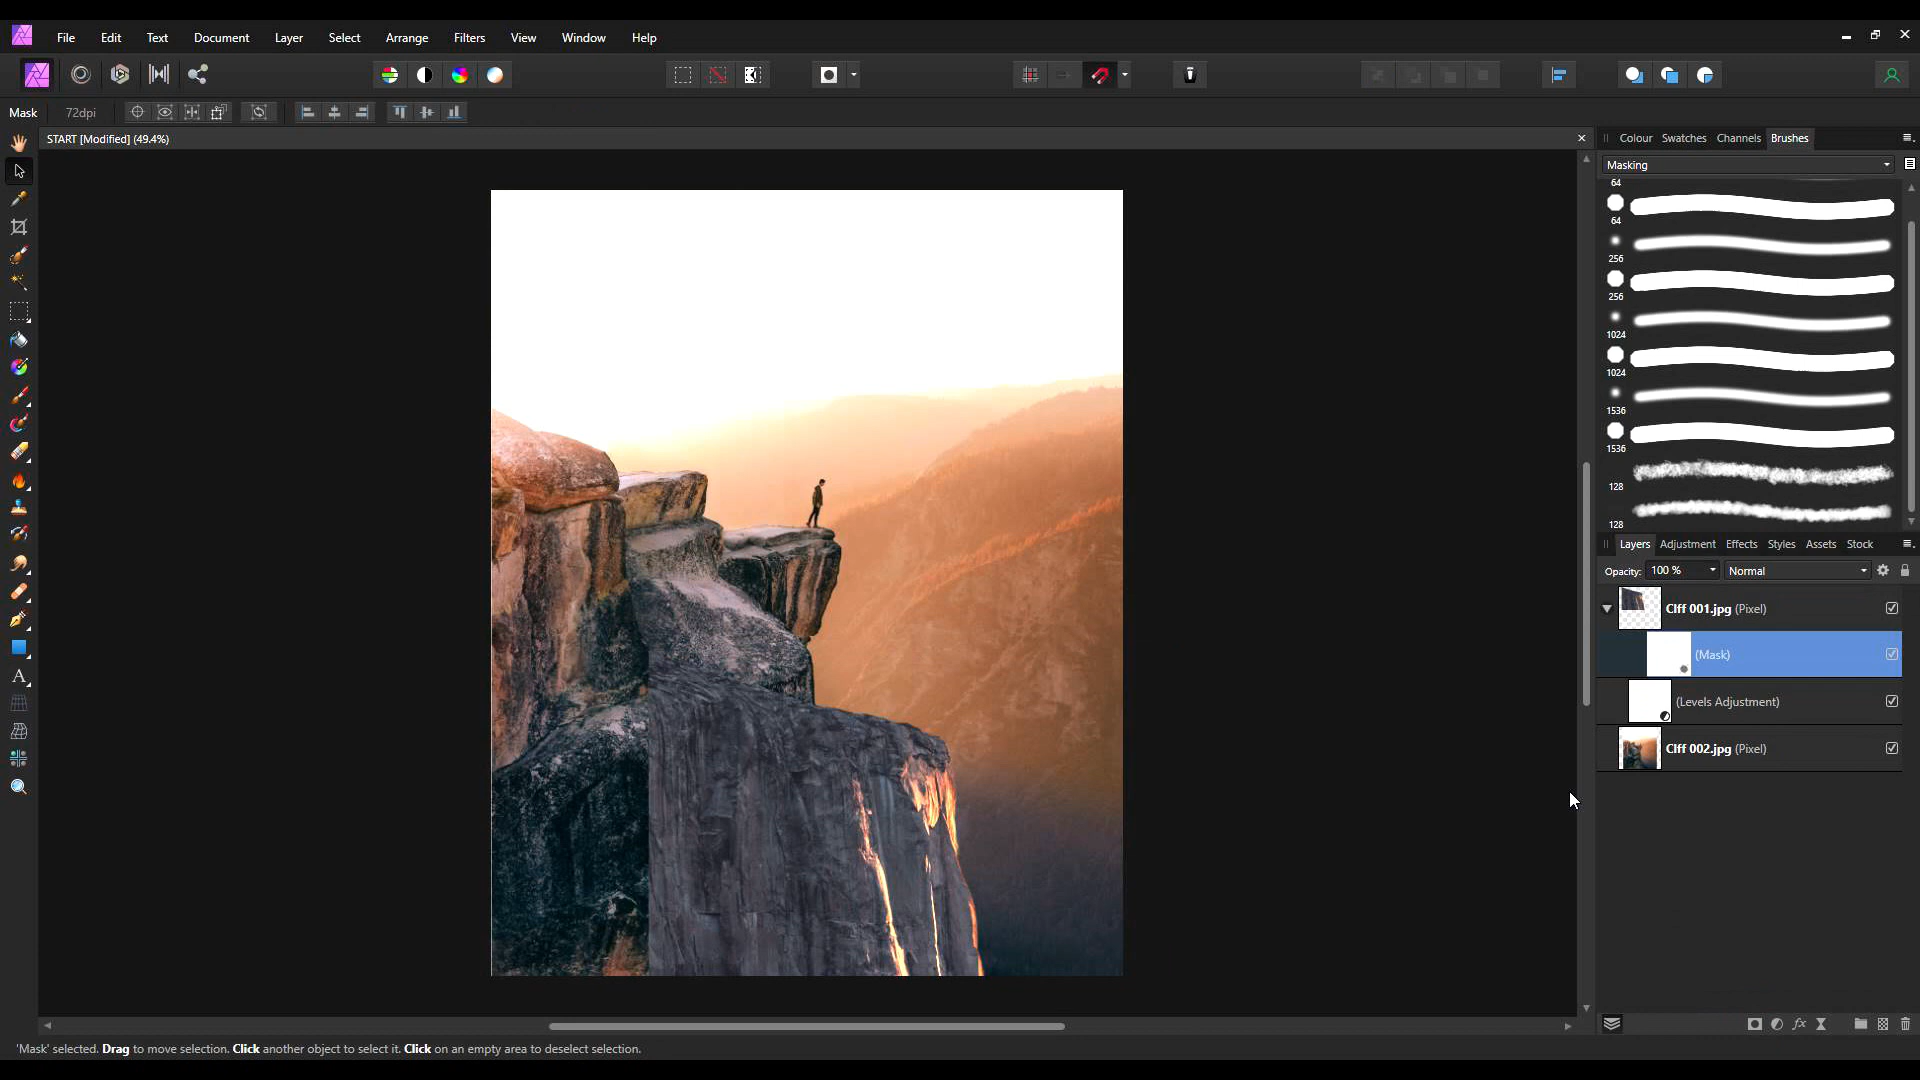 File Edit Text Document Layer Select Arrange Filters View Window Help
Mask 72dpi
START [Modified] (49.4%)
Colour Swatches Channels Brushes
Masking
64
64
256
256
1024
1024
1536
1536
128
128
Layers Adjustment Effects Styles Assets Stock
Opacity: 100 % Normal
Clff 001.jpg (Pixel)
(Mask)
(Levels Adjustment)
Clff 002.jpg (Pixel)
fx
'Mask' selected. Drag to move selection. Click another object to select it. Click on an empty area to deselect selection.